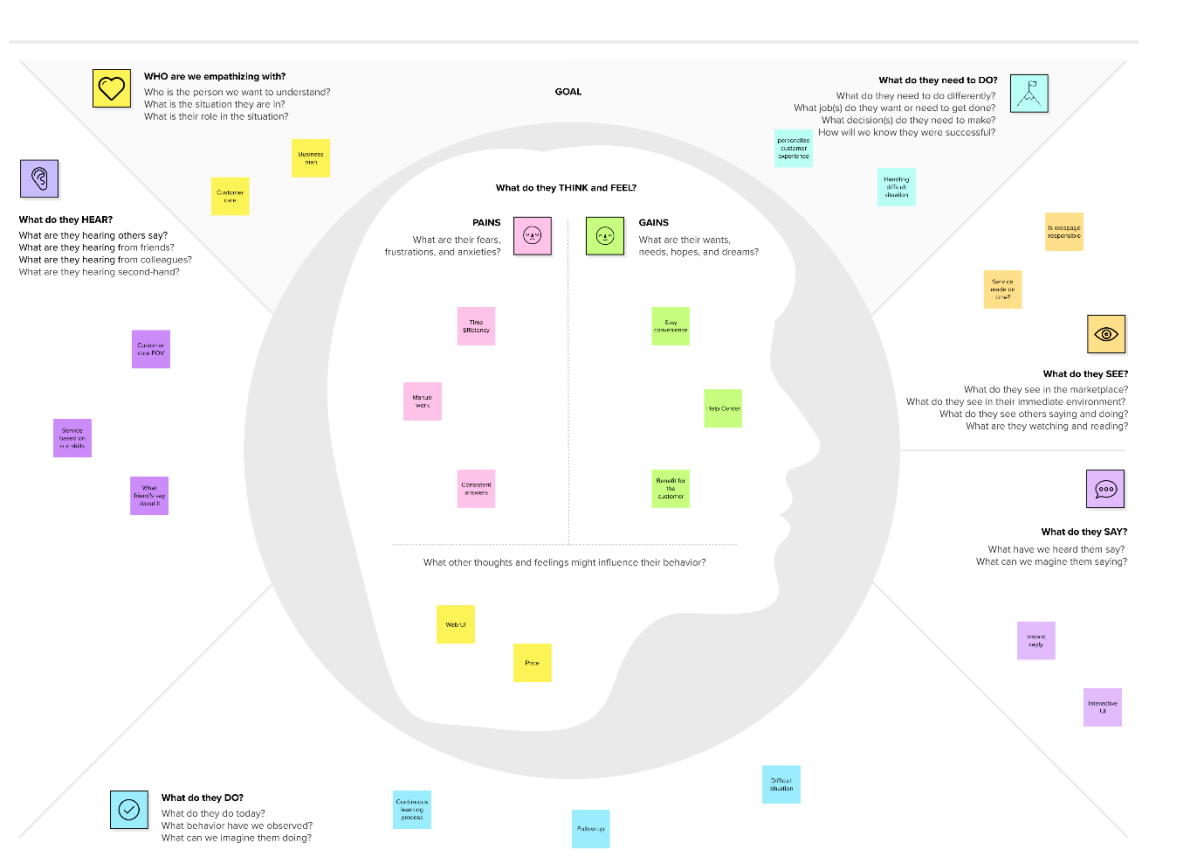 WHO are we empathizing with?
Who is the person we want to understand?
What is the situation they are in?
What is their role in the situation?
Business
man
Customer
care
GOAL
What do they need to DO?
What do they need to do differently?
What job(s) do they want or need to get done?
What decision(s) do they need to make?
How will we know they were successful?
personalize
customer
experience
Handling
difficult
situation
What do they HEAR?
What are they hearing others say?
What are they hearing from friends?
What are they hearing from colleagues?
What are they hearing second-hand?
Customer
care POV
Service
based on
our skills
What
friend's say
about it
What do they THINK and FEEL?
PAINS
What are their fears,
frustrations, and anxieties?
Time
Efficiency
Manual
work
Consistent
answers
GAINS
What are their wants,
needs, hopes, and dreams?
Easy
convenience
Help Center
Benefit for
the
customer
What other thoughts and feelings might influence their behavior?
Web UI
Price
Is webpage
responsible
Service
made on
time?
What do they SEE?
What do they see in the marketplace?
What do they see in their immediate environment?
What do they see others saying and doing?
What are they watching and reading?
What do they SAY?
What have we heard them say?
What can we magine them saying?
Instant
reply
Interactive
UI
What do they DO?
What do they do today?
What behavior have we observed?
What can we imagine them doing?
Continuous
learning
process
Follow up
Difficult
situation